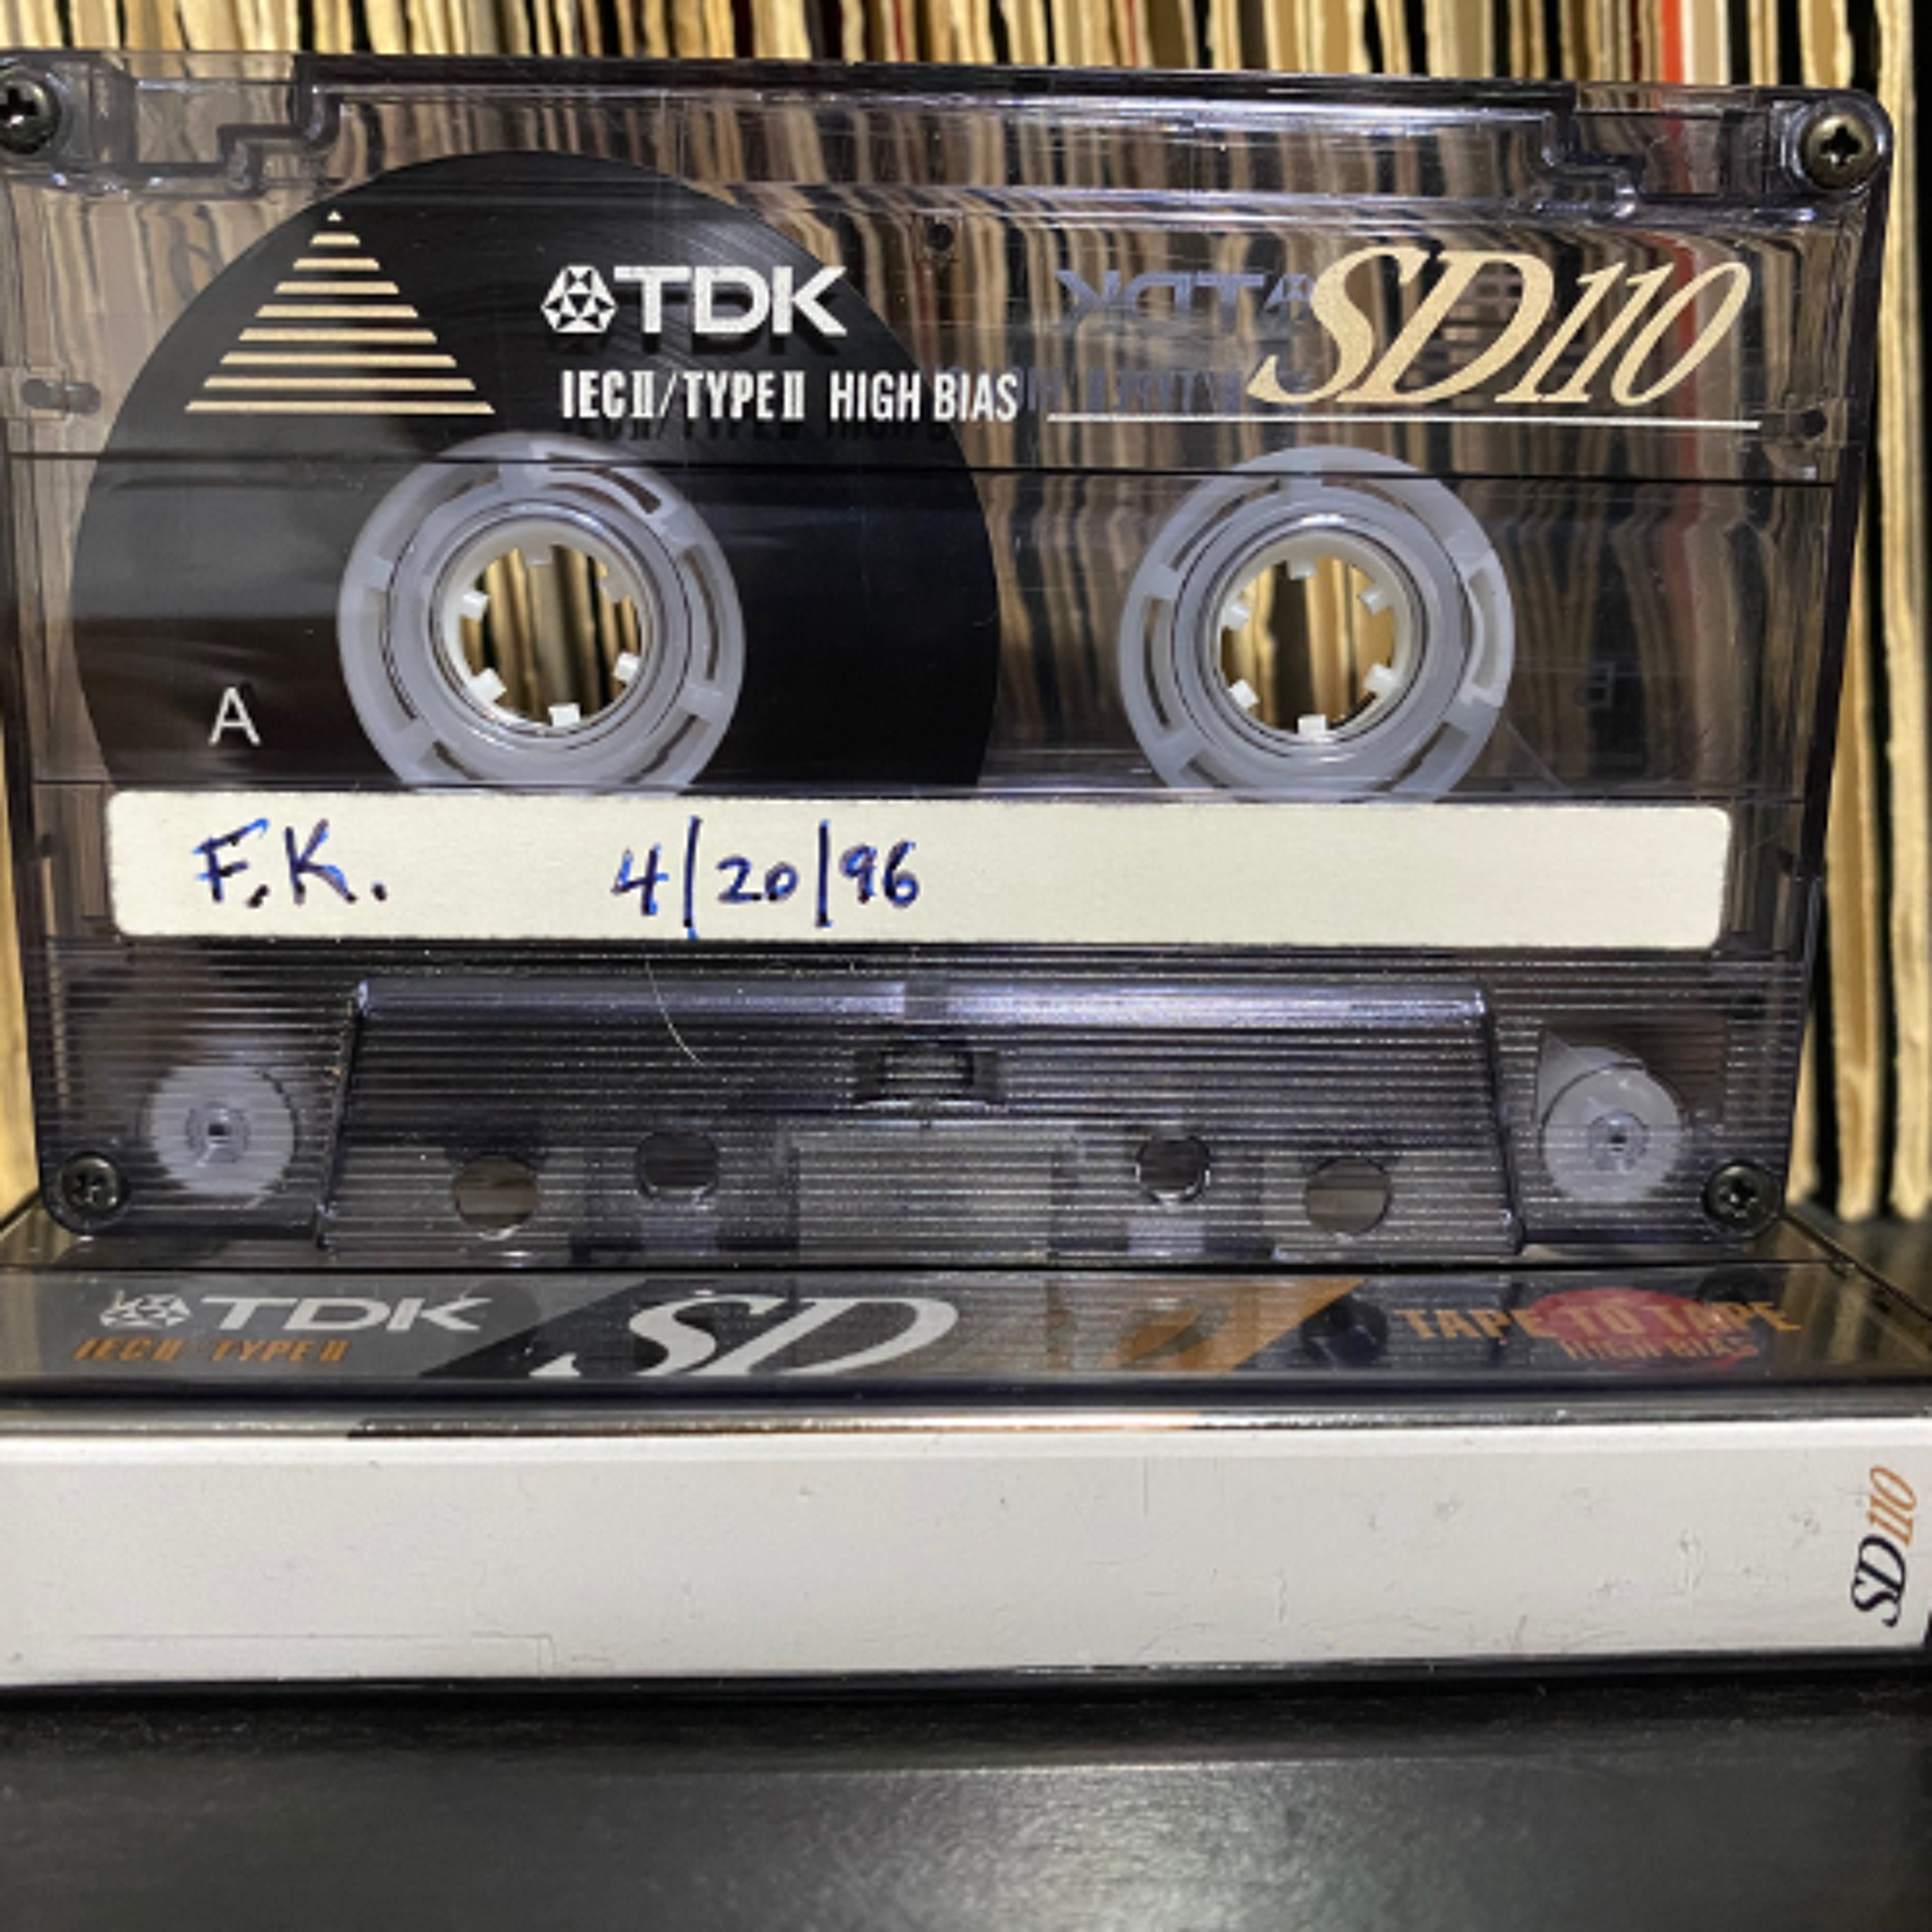 TDK SD110
IECII/TYPEII HIGH BIAS
A
F.K. 4/20/96
TDK SD TAPE TO TAPE
IECII/TYPEII HIGH BIAS
SD110